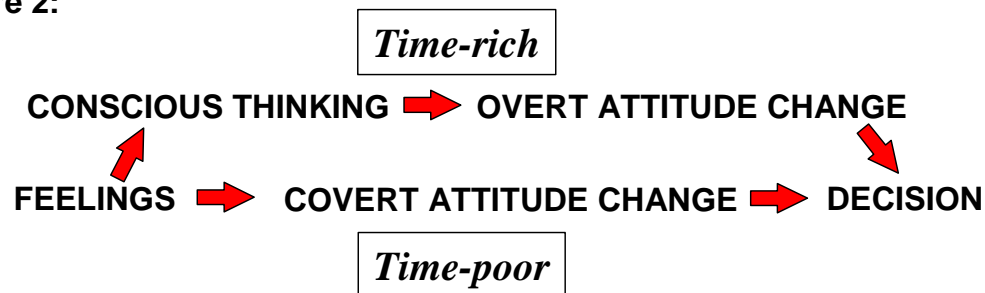 e 2:
Time-rich
CONSCIOUS THINKING OVERT ATTITUDE CHANGE
FEELINGS COVERT ATTITUDE CHANGE DECISION
Time-poor